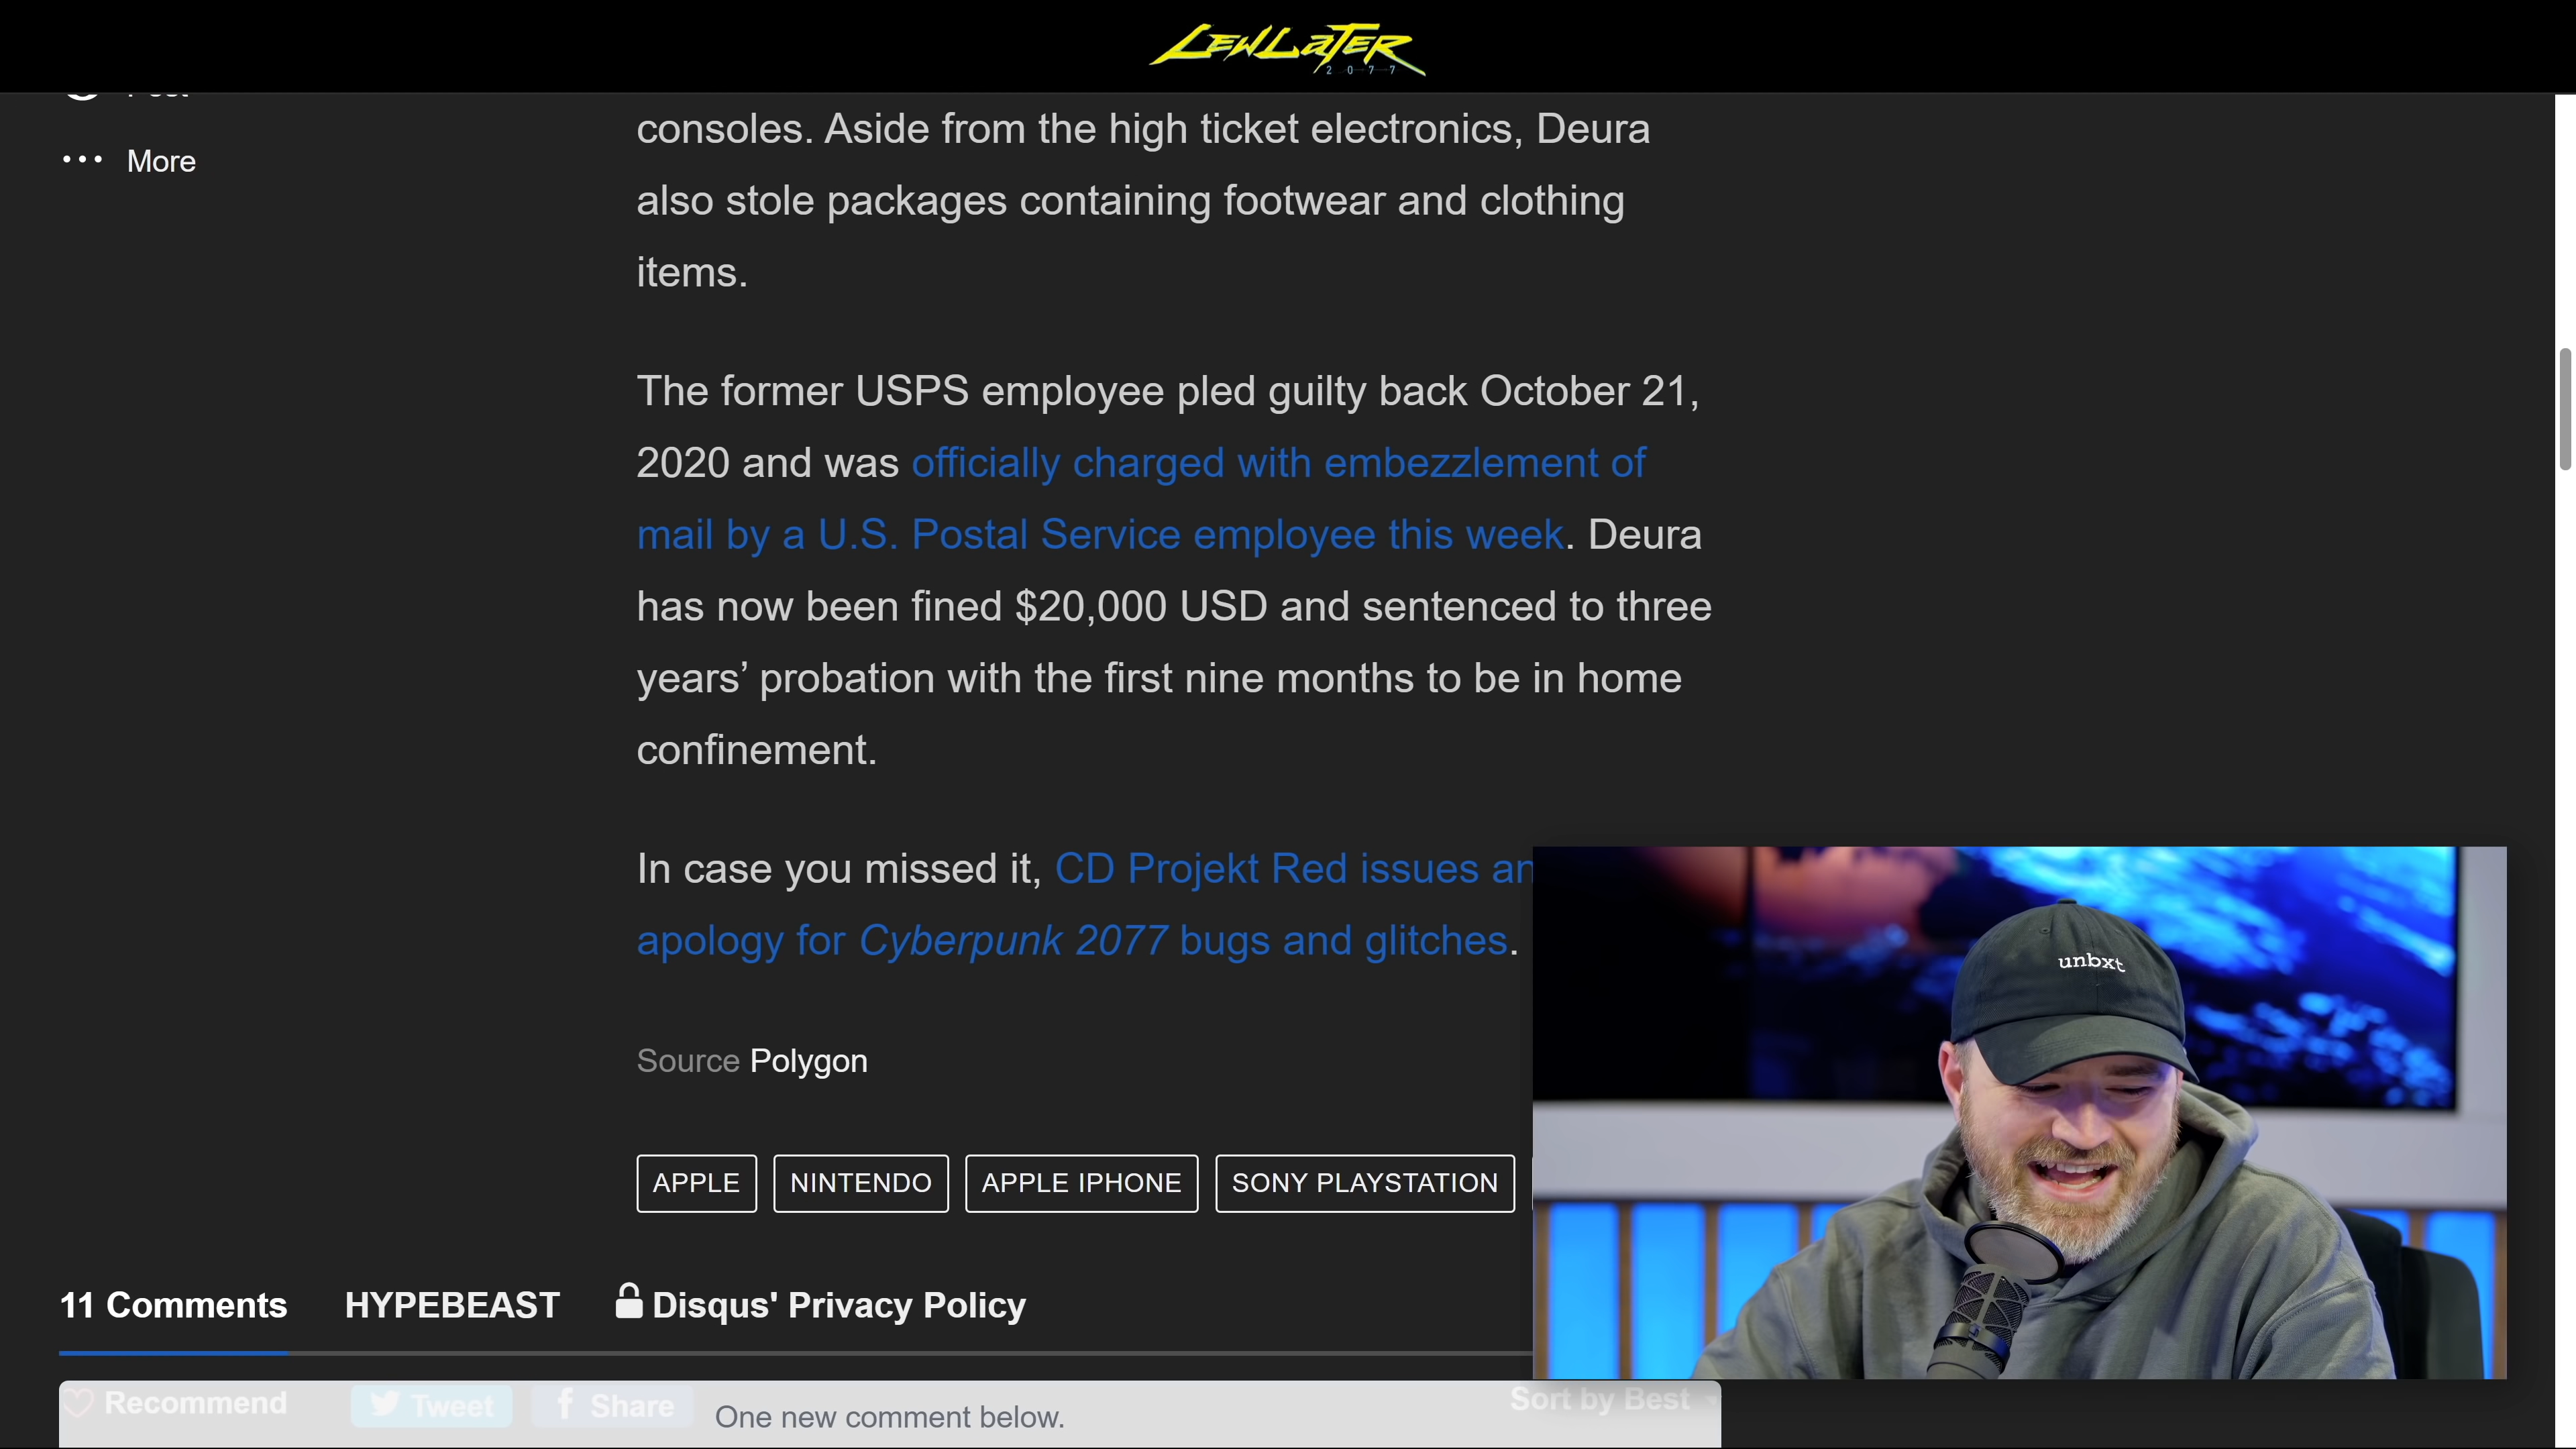 LEWLATER
2077
More
consoles. Aside from the high ticket electronics, Deura
also stole packages containing footwear and clothing
items.
The former USPS employee pled guilty back October 21,
2020 and was officially charged with embezzlement of
mail by a U.S. Postal Service employee this week. Deura
has now been fined $20,000 USD and sentenced to three
years’ probation with the first nine months to be in home
confinement.
In case you missed it, CD Projekt Red issues an
apology for Cyberpunk 2077 bugs and glitches.
unbxt
Source Polygon
APPLE NINTENDO APPLE IPHONE SONY PLAYSTATION
11 Comments HYPEBEAST Disqus' Privacy Policy
Recommend Tweet Share One new comment below. Sort by Best